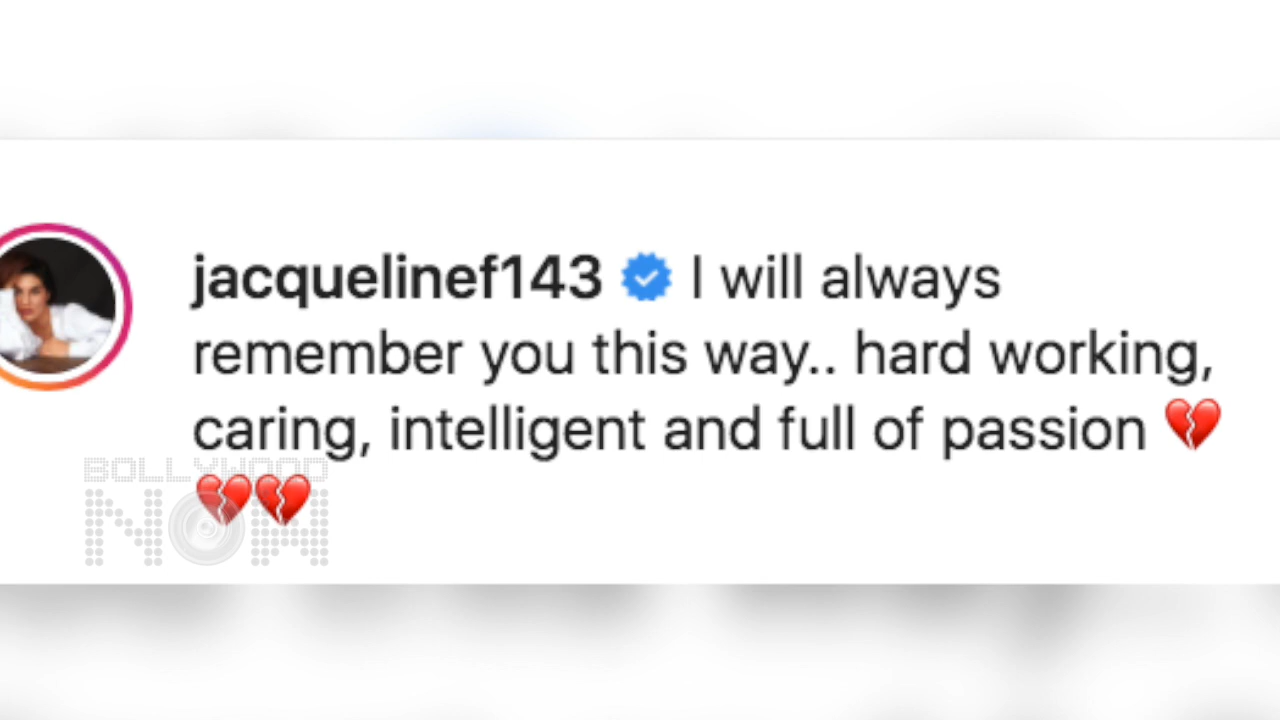 jacquelinef143 I will always
remember you this way.. hard working,
caring, intelligent and full of passion 💔
💔💔
BOLLYWOOD
NOW